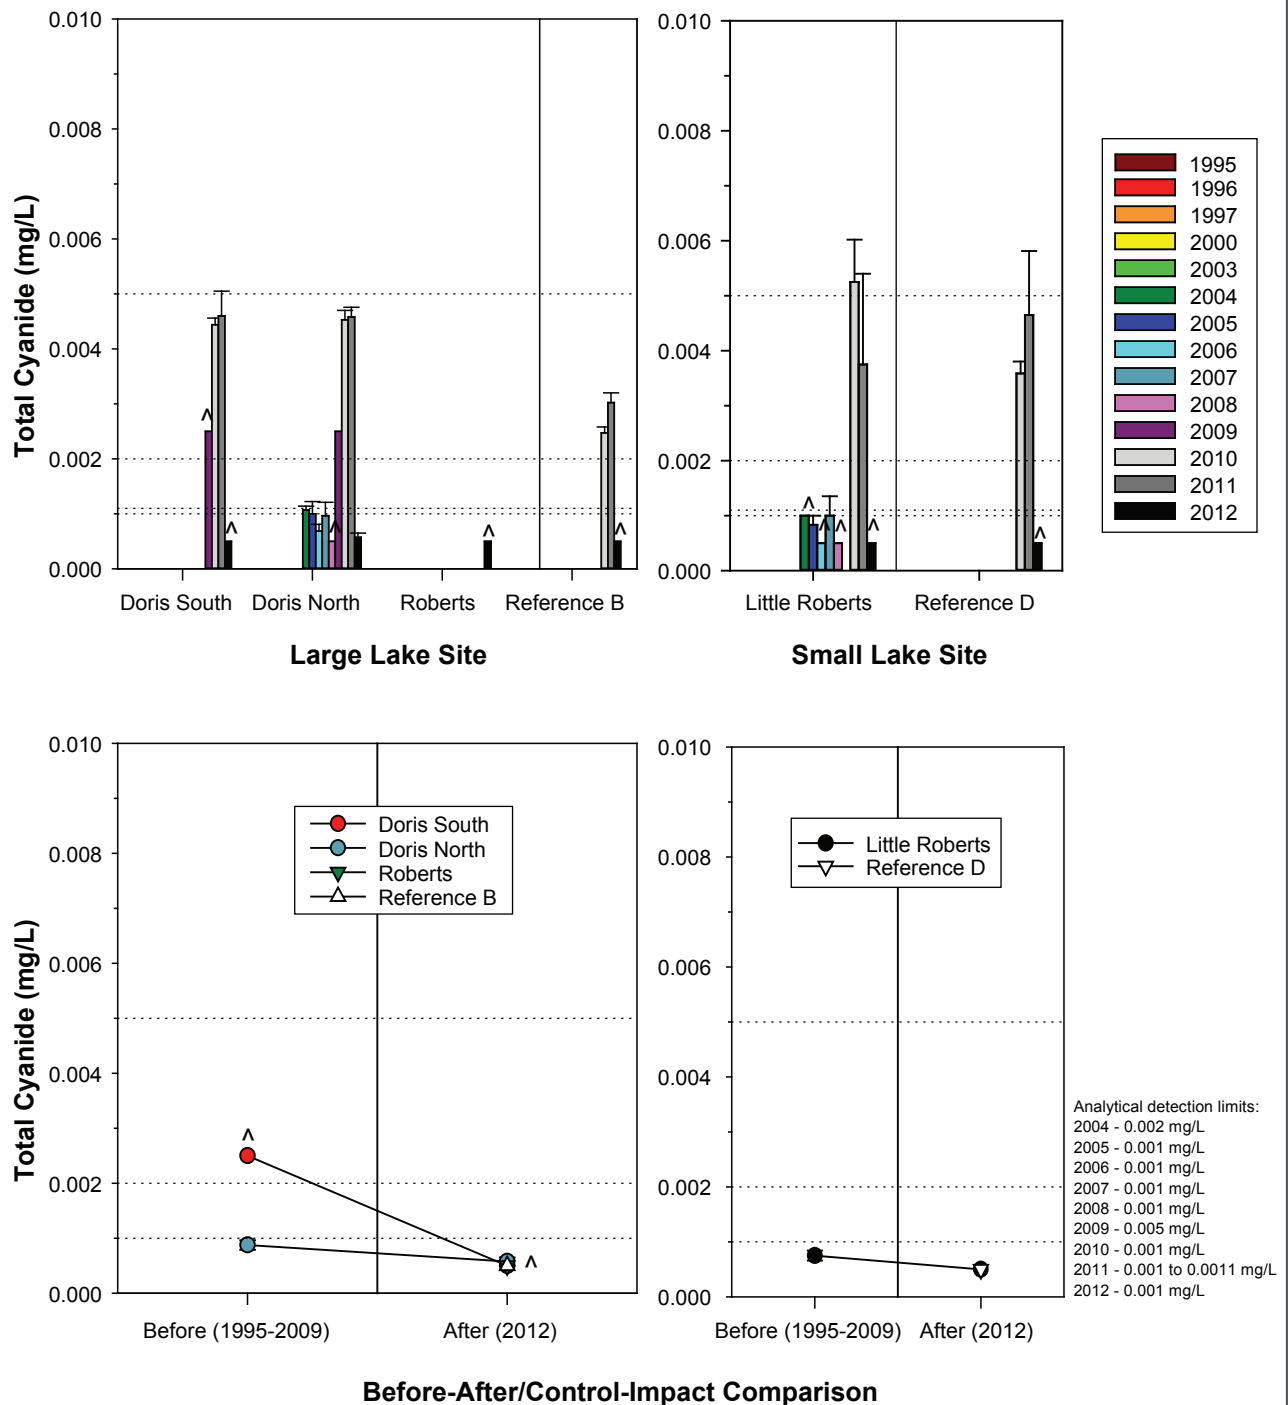 0.010
0.008
0.006
0.004
0.002
0.000
Total Cyanide (mg/L)
^
^
^
^
^
Doris South
Doris North
Roberts
Reference B
Large Lake Site
0.010
0.008
0.006
0.004
0.002
0.000
^
^
^
^
^
Little Roberts
Reference D
Small Lake Site
1995
1996
1997
2000
2003
2004
2005
2006
2007
2008
2009
2010
2011
2012
0.010
0.008
0.006
0.004
0.002
0.000
Total Cyanide (mg/L)
Doris South
Doris North
Roberts
Reference B
^
^
Before (1995-2009)
After (2012)
0.010
0.008
0.006
0.004
0.002
0.000
Little Roberts
Reference D
Before (1995-2009)
After (2012)
Analytical detection limits:
2004 - 0.002 mg/L
2005 - 0.001 mg/L
2006 - 0.001 mg/L
2007 - 0.001 mg/L
2008 - 0.001 mg/L
2009 - 0.005 mg/L
2010 - 0.001 mg/L
2011 - 0.001 to 0.0011 mg/L
2012 - 0.001 mg/L
Before-After/Control-Impact Comparison